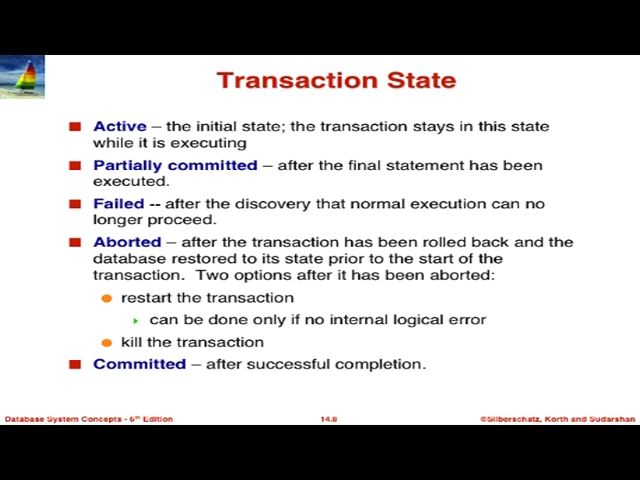 Transaction State
Active – the initial state; the transaction stays in this state
while it is executing
Partially committed – after the final statement has been
executed.
Failed -- after the discovery that normal execution can no
longer proceed.
Aborted – after the transaction has been rolled back and the
database restored to its state prior to the start of the
transaction. Two options after it has been aborted:
restart the transaction
can be done only if no internal logical error
kill the transaction
Committed – after successful completion.
Database System Concepts - 6th Edition
14.8
©Silberschatz, Korth and Sudarshan